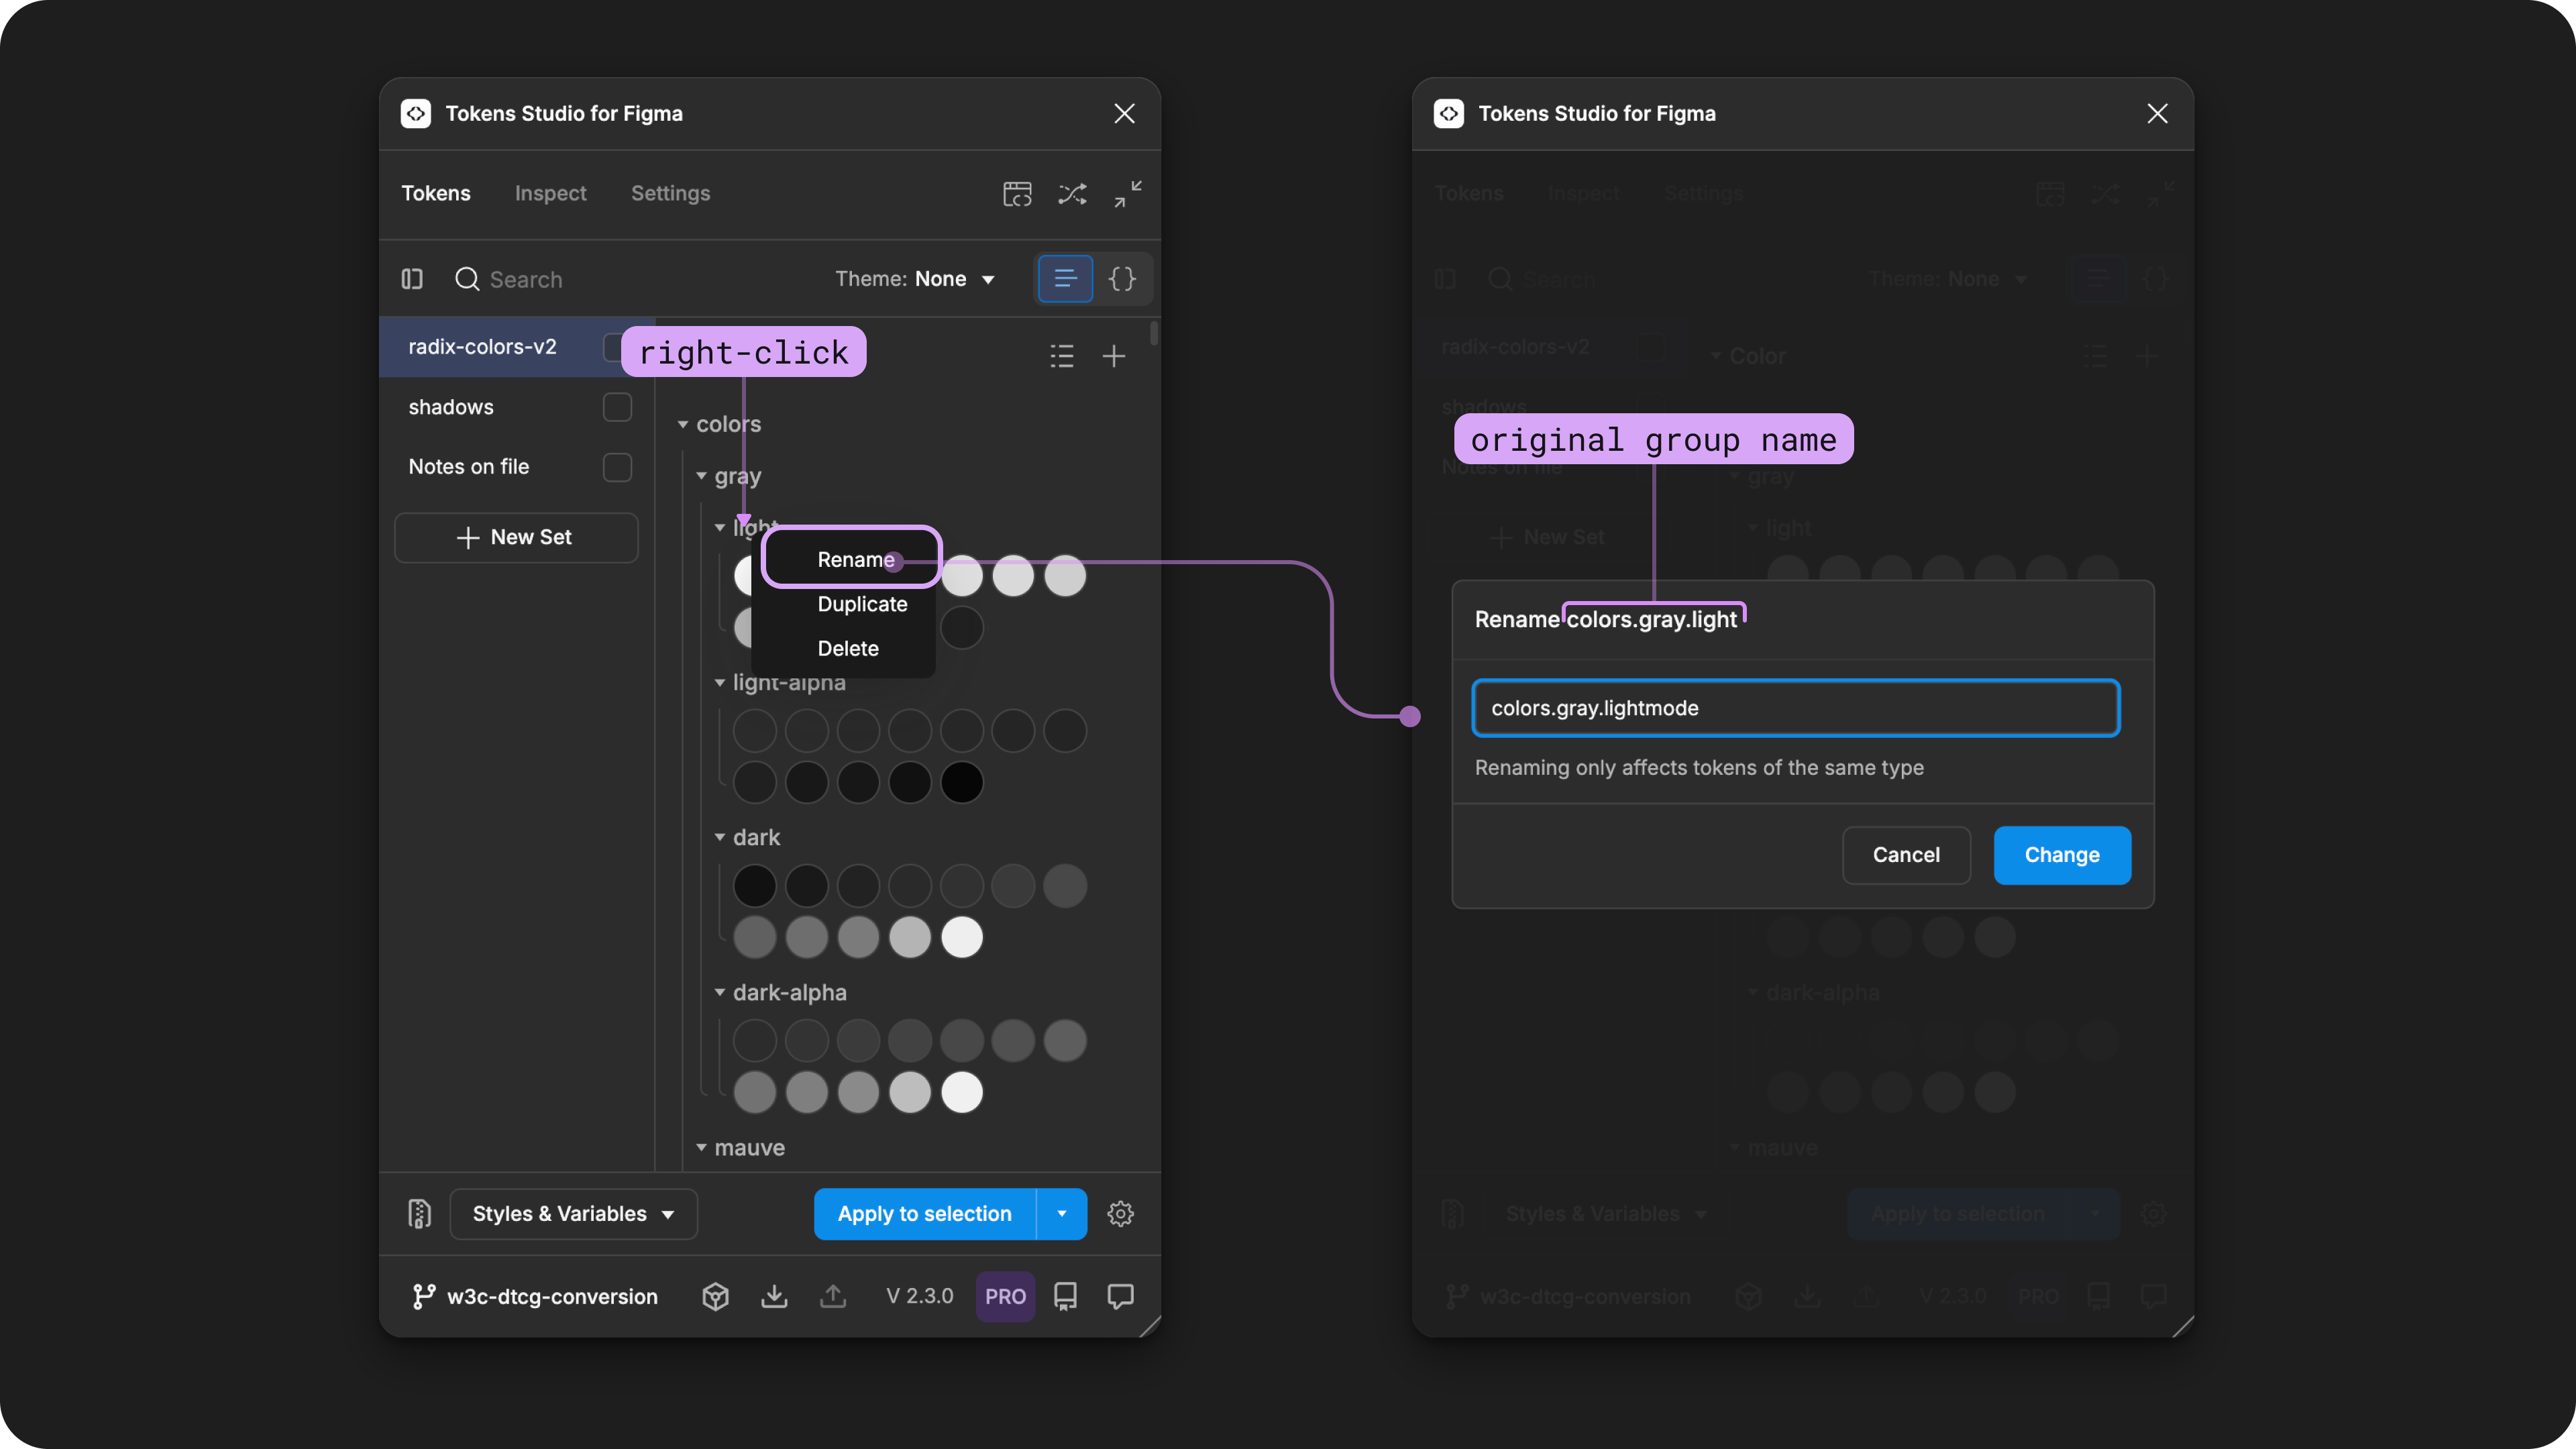 Tokens Studio for Figma
Tokens Inspect Settings
Search Theme: None
radix-colors-v2
right-click
shadows
Notes on file
New Set
colors
gray
light
Rename
Duplicate
Delete
light-alpha
dark
dark-alpha
mauve
Styles & Variables Apply to selection
w3c-dtcg-conversion V 2.3.0 PRO
Tokens Studio for Figma
Tokens Inspect Settings
Search Theme: None
radix-colors-v2 Color
shadows
original group name
Notes on file
gray
New Set light
Rename colors.gray.light
colors.gray.lightmode
Renaming only affects tokens of the same type
Cancel Change
dark-alpha
mauve
Styles & Variables Apply to selection
w3c-dtcg-conversion V 2.3.0 PRO